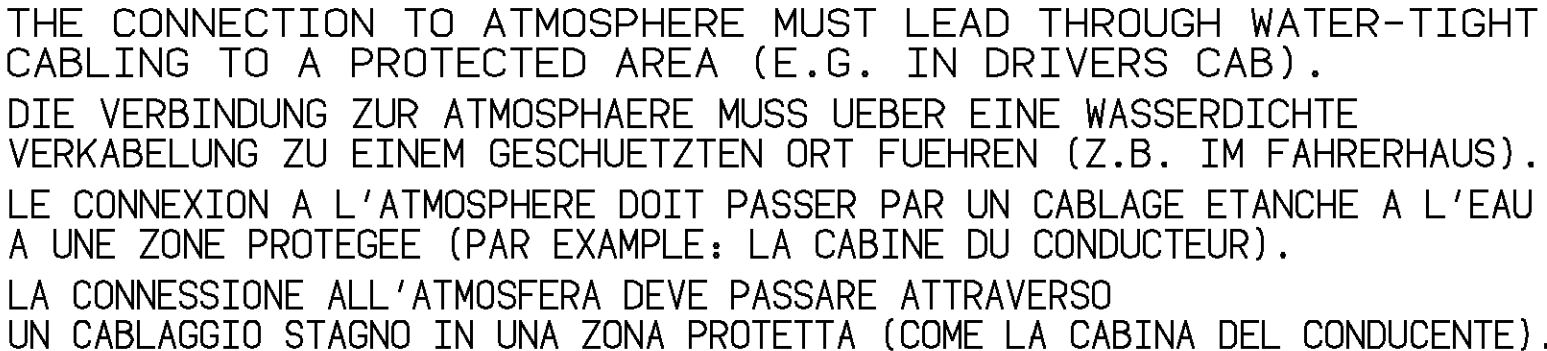 THE CONNECTION TO ATMOSPHERE MUST LEAD THROUGH WATER-TIGHT
CABLING TO A PROTECTED AREA (E.G. IN DRIVERS CAB).
DIE VERBINDUNG ZUR ATMOSPHAERE MUSS UEBER EINE WASSERDICHTE
VERKABELUNG ZU EINEM GESCHUETZTEN ORT FUEHREN (Z.B. IM FAHRERHAUS).
LE CONNEXION A L'ATMOSPHERE DOIT PASSER PAR UN CABLAGE ETANCHE A L'EAU
A UNE ZONE PROTEGEE (PAR EXAMPLE: LA CABINE DU CONDUCTEUR).
LA CONNESSIONE ALL'ATMOSFERA DEVE PASSARE ATTRAVERSO
UN CABLAGGIO STAGNO IN UNA ZONA PROTETTA (COME LA CABINA DEL CONDUCENTE).